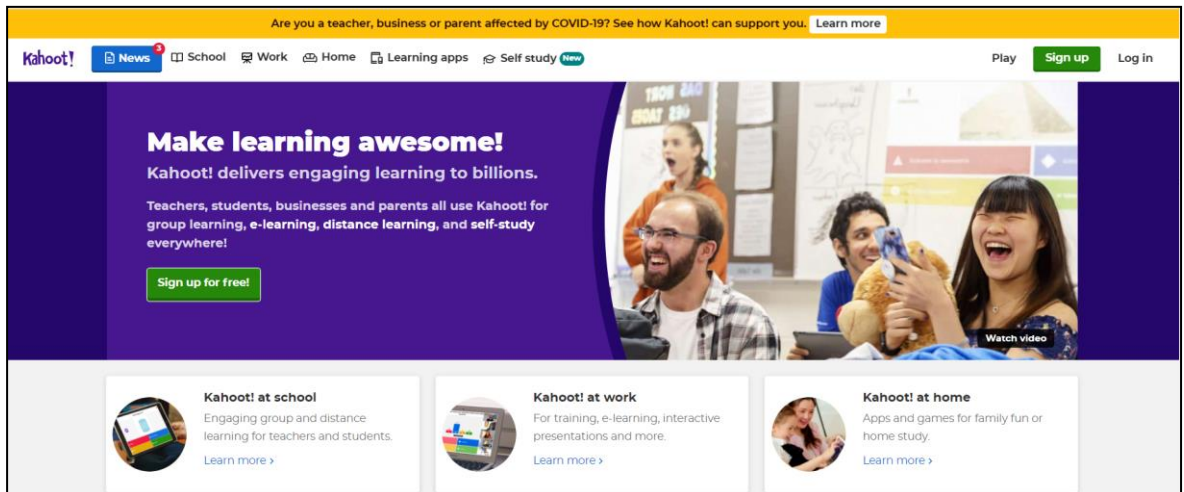 Are you a teacher, business or parent affected by COVID-19? See how Kahoot! can support you. Learn more
Kahoot! News 3 School Work Home Learning apps Self study New Play Sign up Log in
Make learning awesome!
Kahoot! delivers engaging learning to billions.
Teachers, students, businesses and parents all use Kahoot! for
group learning, e-learning, distance learning, and self-study
everywhere!
Sign up for free!
Watch video
Kahoot! at school
Engaging group and distance
learning for teachers and students.
Learn more >
Kahoot! at work
For training, e-learning, interactive
presentations and more.
Learn more >
Kahoot! at home
Apps and games for family fun or
home study.
Learn more >